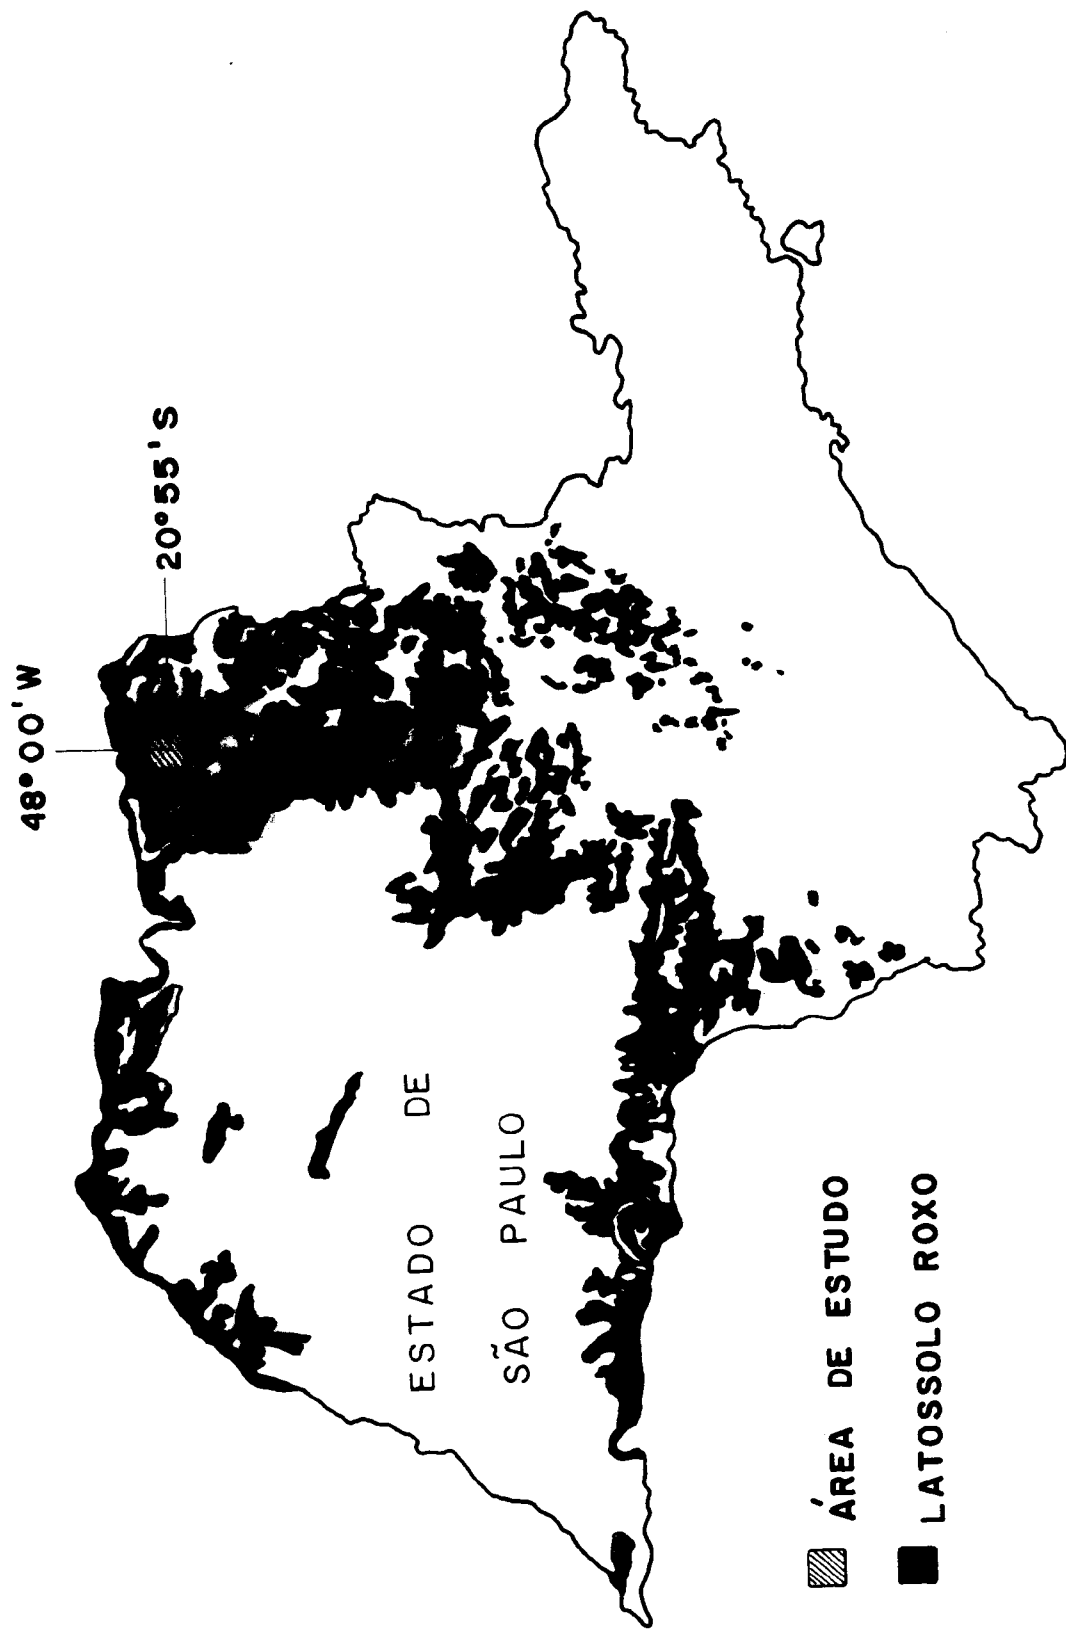 48° 00' W
20° 55' S
ESTADO DE
SÃO PAULO
ÁREA DE ESTUDO
LATOSSOLO ROXO